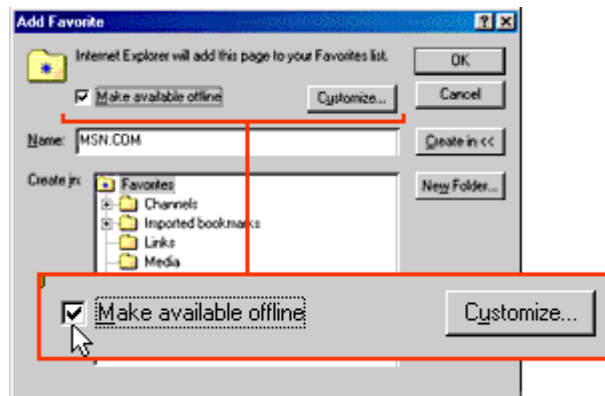 Add Favorite
Internet Explorer will add this page to your Favorites list.
OK
Make available offline
Customize...
Cancel
Name: MSN.COM
Create in <<
Create in:
Favorites
New Folder...
Channels
Imported bookmarks
Links
Media
Make available offline
Customize...